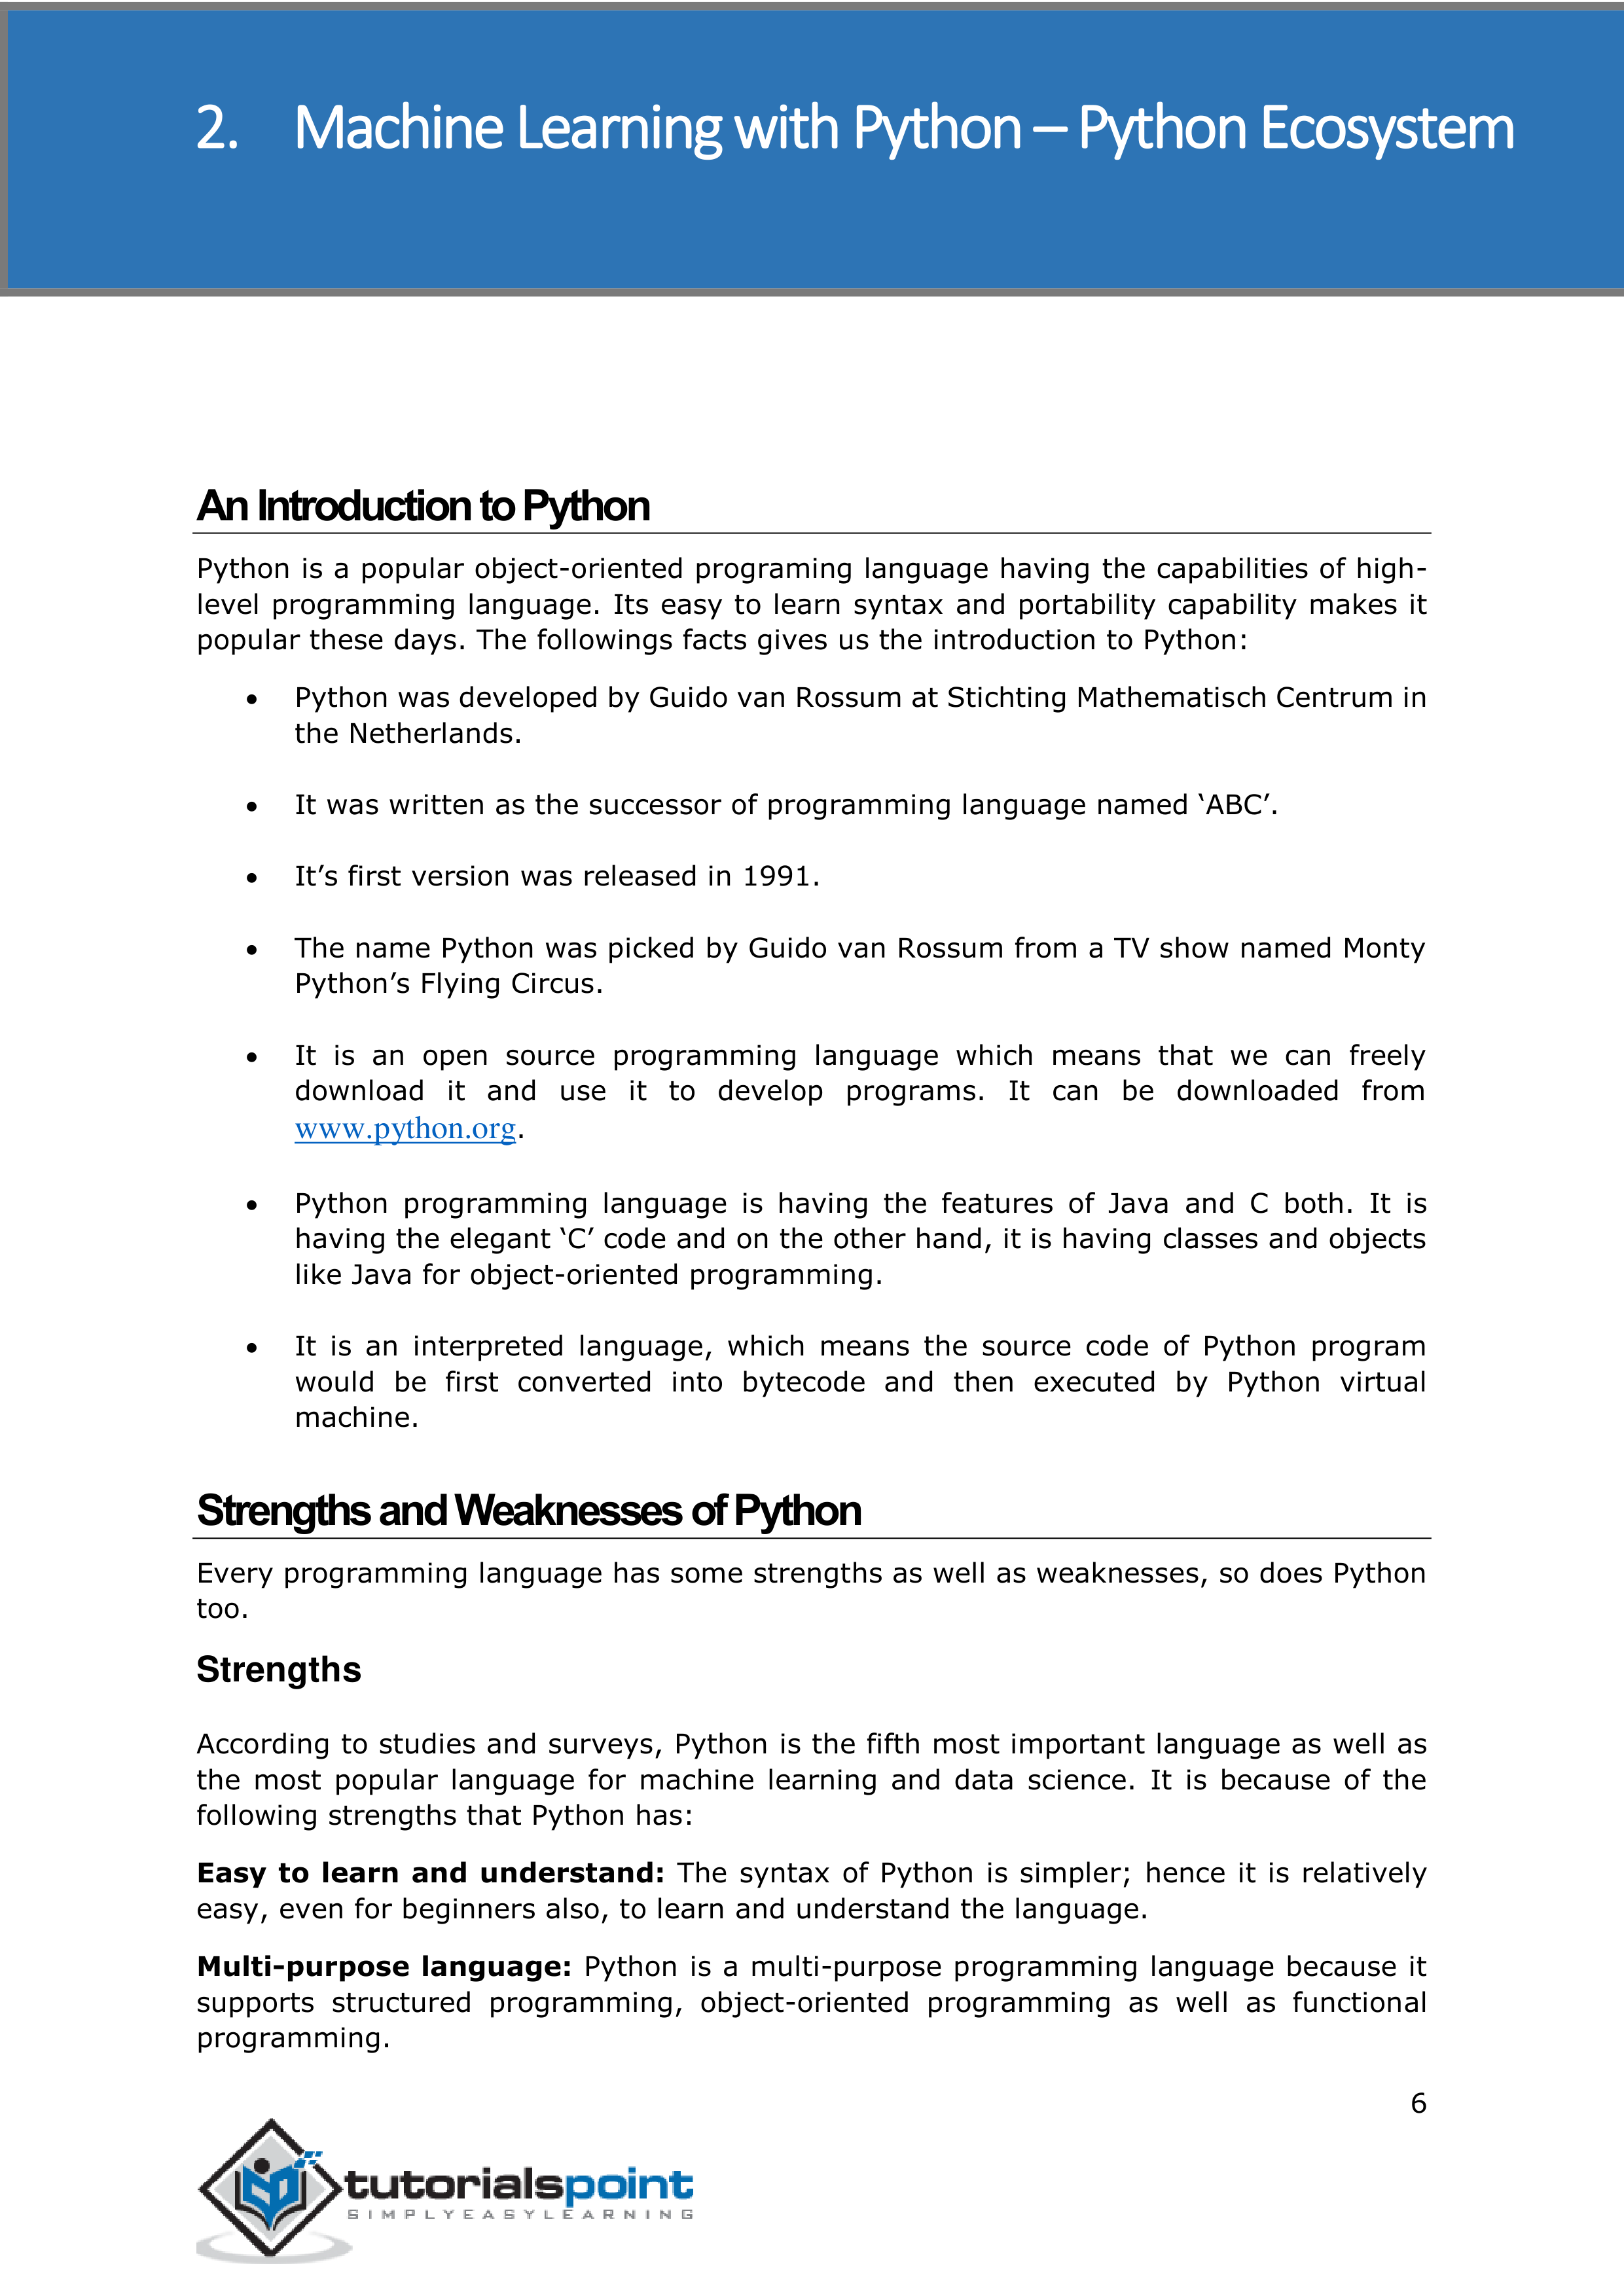 2. Machine Learning with Python – Python Ecosystem
An Introduction to Python
Python is a popular object-oriented programing language having the capabilities of high-
level programming language. Its easy to learn syntax and portability capability makes it
popular these days. The followings facts gives us the introduction to Python:
• Python was developed by Guido van Rossum at Stichting Mathematisch Centrum in
the Netherlands.
• It was written as the successor of programming language named ‘ABC’.
• It’s first version was released in 1991.
• The name Python was picked by Guido van Rossum from a TV show named Monty
Python’s Flying Circus.
• It is an open source programming language which means that we can freely
download it and use it to develop programs. It can be downloaded from
www.python.org.
• Python programming language is having the features of Java and C both. It is
having the elegant ‘C’ code and on the other hand, it is having classes and objects
like Java for object-oriented programming.
• It is an interpreted language, which means the source code of Python program
would be first converted into bytecode and then executed by Python virtual
machine.
Strengths and Weaknesses of Python
Every programming language has some strengths as well as weaknesses, so does Python
too.
Strengths
According to studies and surveys, Python is the fifth most important language as well as
the most popular language for machine learning and data science. It is because of the
following strengths that Python has:
Easy to learn and understand: The syntax of Python is simpler; hence it is relatively
easy, even for beginners also, to learn and understand the language.
Multi-purpose language: Python is a multi-purpose programming language because it
supports structured programming, object-oriented programming as well as functional
programming.
6
tutorialspoint
SIMPLYEASYLEARNING